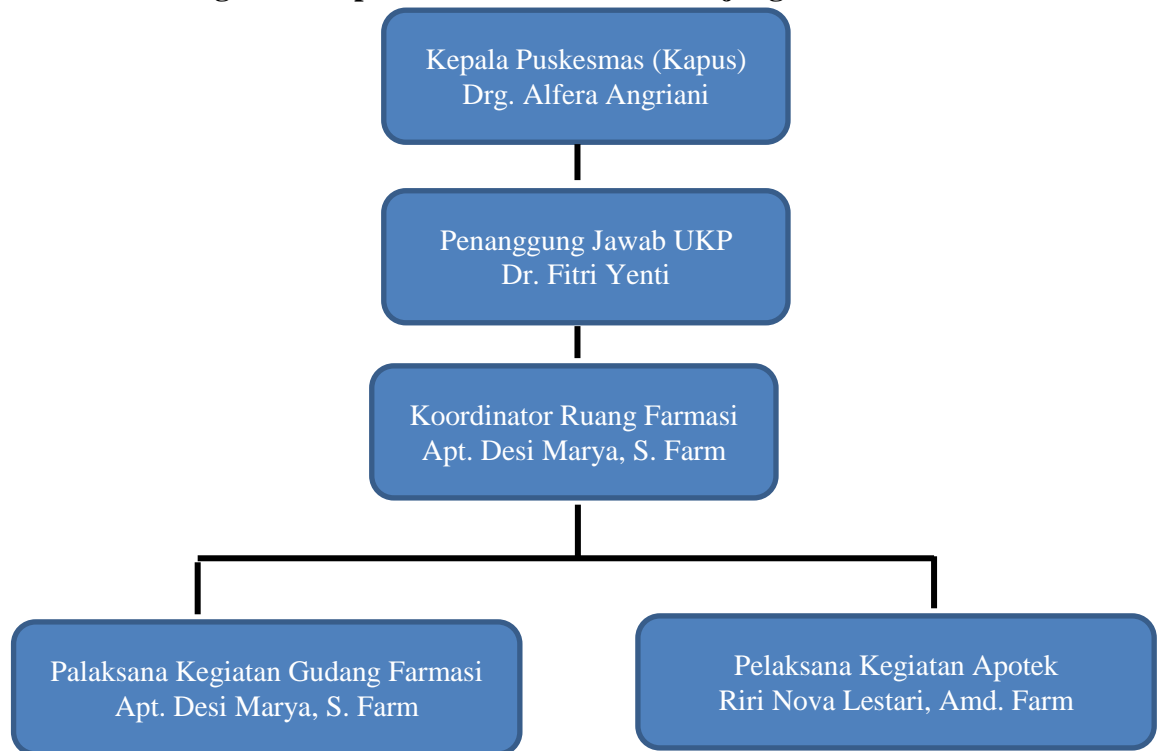 Kepala Puskesmas (Kapus)
Drg. Alfera Angriani
Penanggung Jawab UKP
Dr. Fitri Yenti
Koordinator Ruang Farmasi
Apt. Desi Marya, S. Farm
Palaksana Kegiatan Gudang Farmasi
Apt. Desi Marya, S. Farm
Pelaksana Kegiatan Apotek
Riri Nova Lestari, Amd. Farm